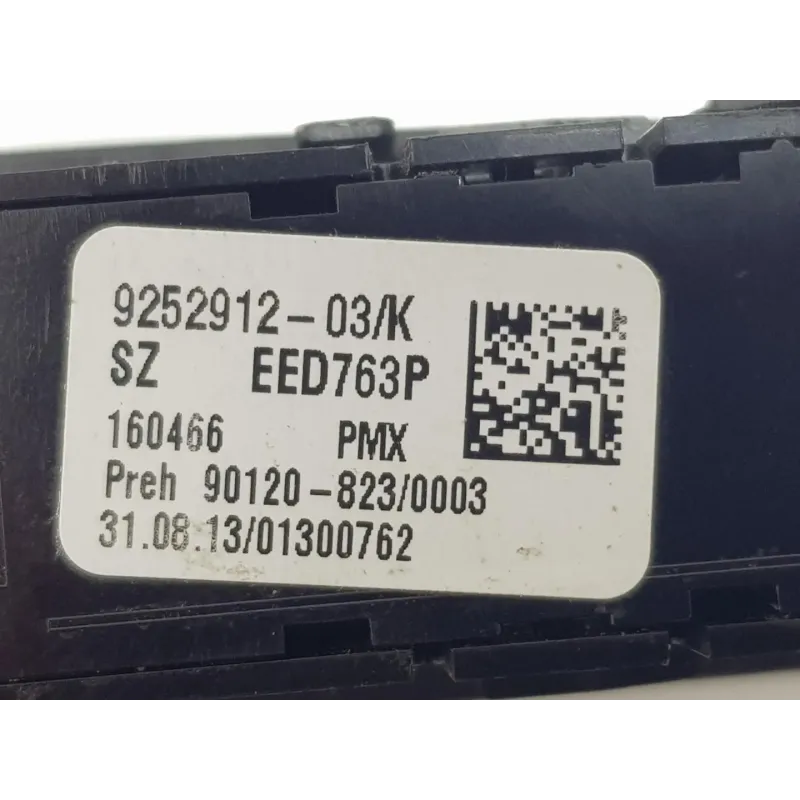 9252912-03/K
SZ EED763P
160466 PMX
Preh 90120-823/0003
31.08.13/01300762